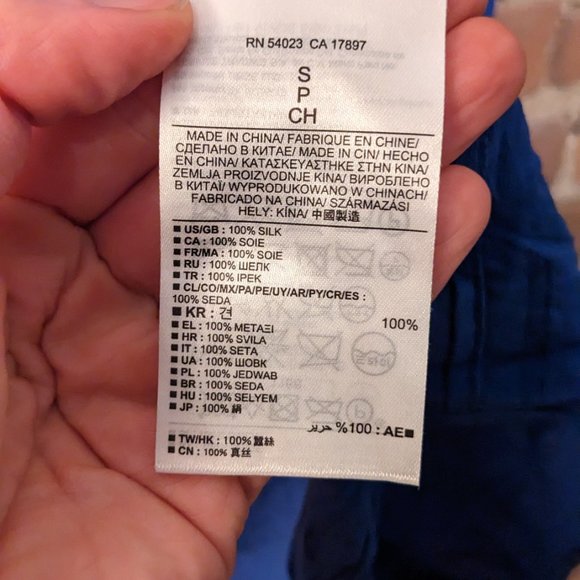 RN 54023 CA 17897
S
P
CH
MADE IN CHINA/ FABRIQUE EN CHINE/
СДЕЛАНО В КИТАЕ/ MADE IN CIN/ HECHO
EN CHINA/ ΚΑΤΑΣΚΕΥΑΣΤΗΚΕ ΣΤΗΝ ΚΙΝΑ/
ZEMLJA PROIZVODNJE KINA/ ВИРОБЛЕНО
В КИТАЇ/ WYPRODUKOWANO W CHINACH/
FABRICADO NA CHINA/ SZÁRMAZÁSI
HELY: KÍNA/ 中國製造
■ US/GB : 100% SILK
■ CA : 100% SOIE
■ FR/MA : 100% SOIE
■ RU : 100% ШЕЛК
■ TR : 100% IPEK
■ CL/CO/MX/PA/PE/UY/AR/PY/CR/ES :
100% SEDA
■ KR : 견 100%
■ EL : 100% ΜΕΤΑΞΙ
■ HR : 100% SVILA
■ IT : 100% SETA
■ UA : 100% ШОВК
■ PL : 100% JEDWAB
■ BR : 100% SEDA
■ HU : 100% SELYEM
■ JP : 100% 絹
■ AE: 100% حرير
■ TW/HK : 100% 蠶絲
■ CN : 100% 真丝